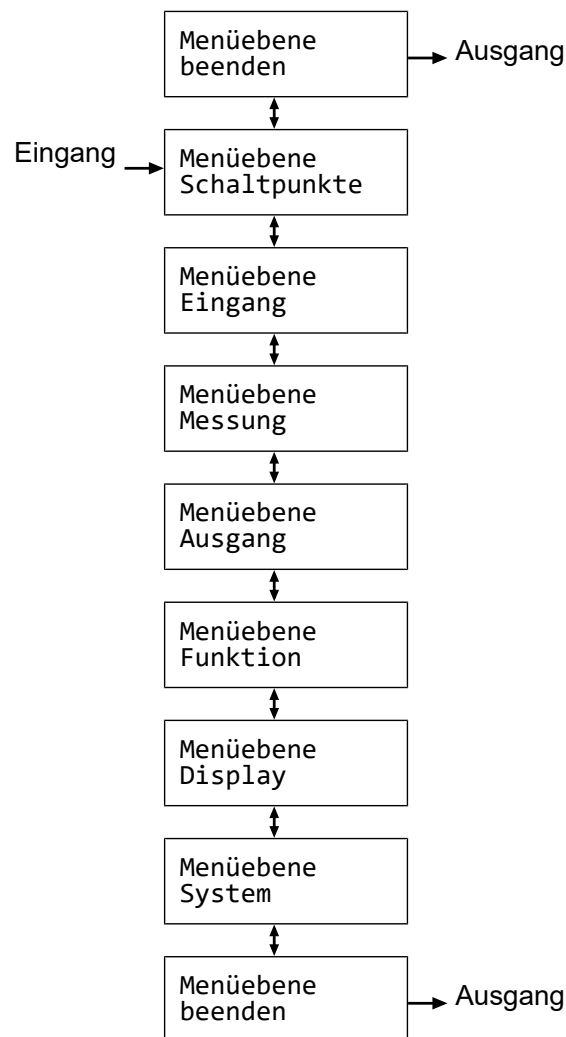 Menüebene
beenden
Ausgang
Eingang
Menüebene
Schaltpunkte
Menüebene
Eingang
Menüebene
Messung
Menüebene
Ausgang
Menüebene
Funktion
Menüebene
Display
Menüebene
System
Menüebene
beenden
Ausgang